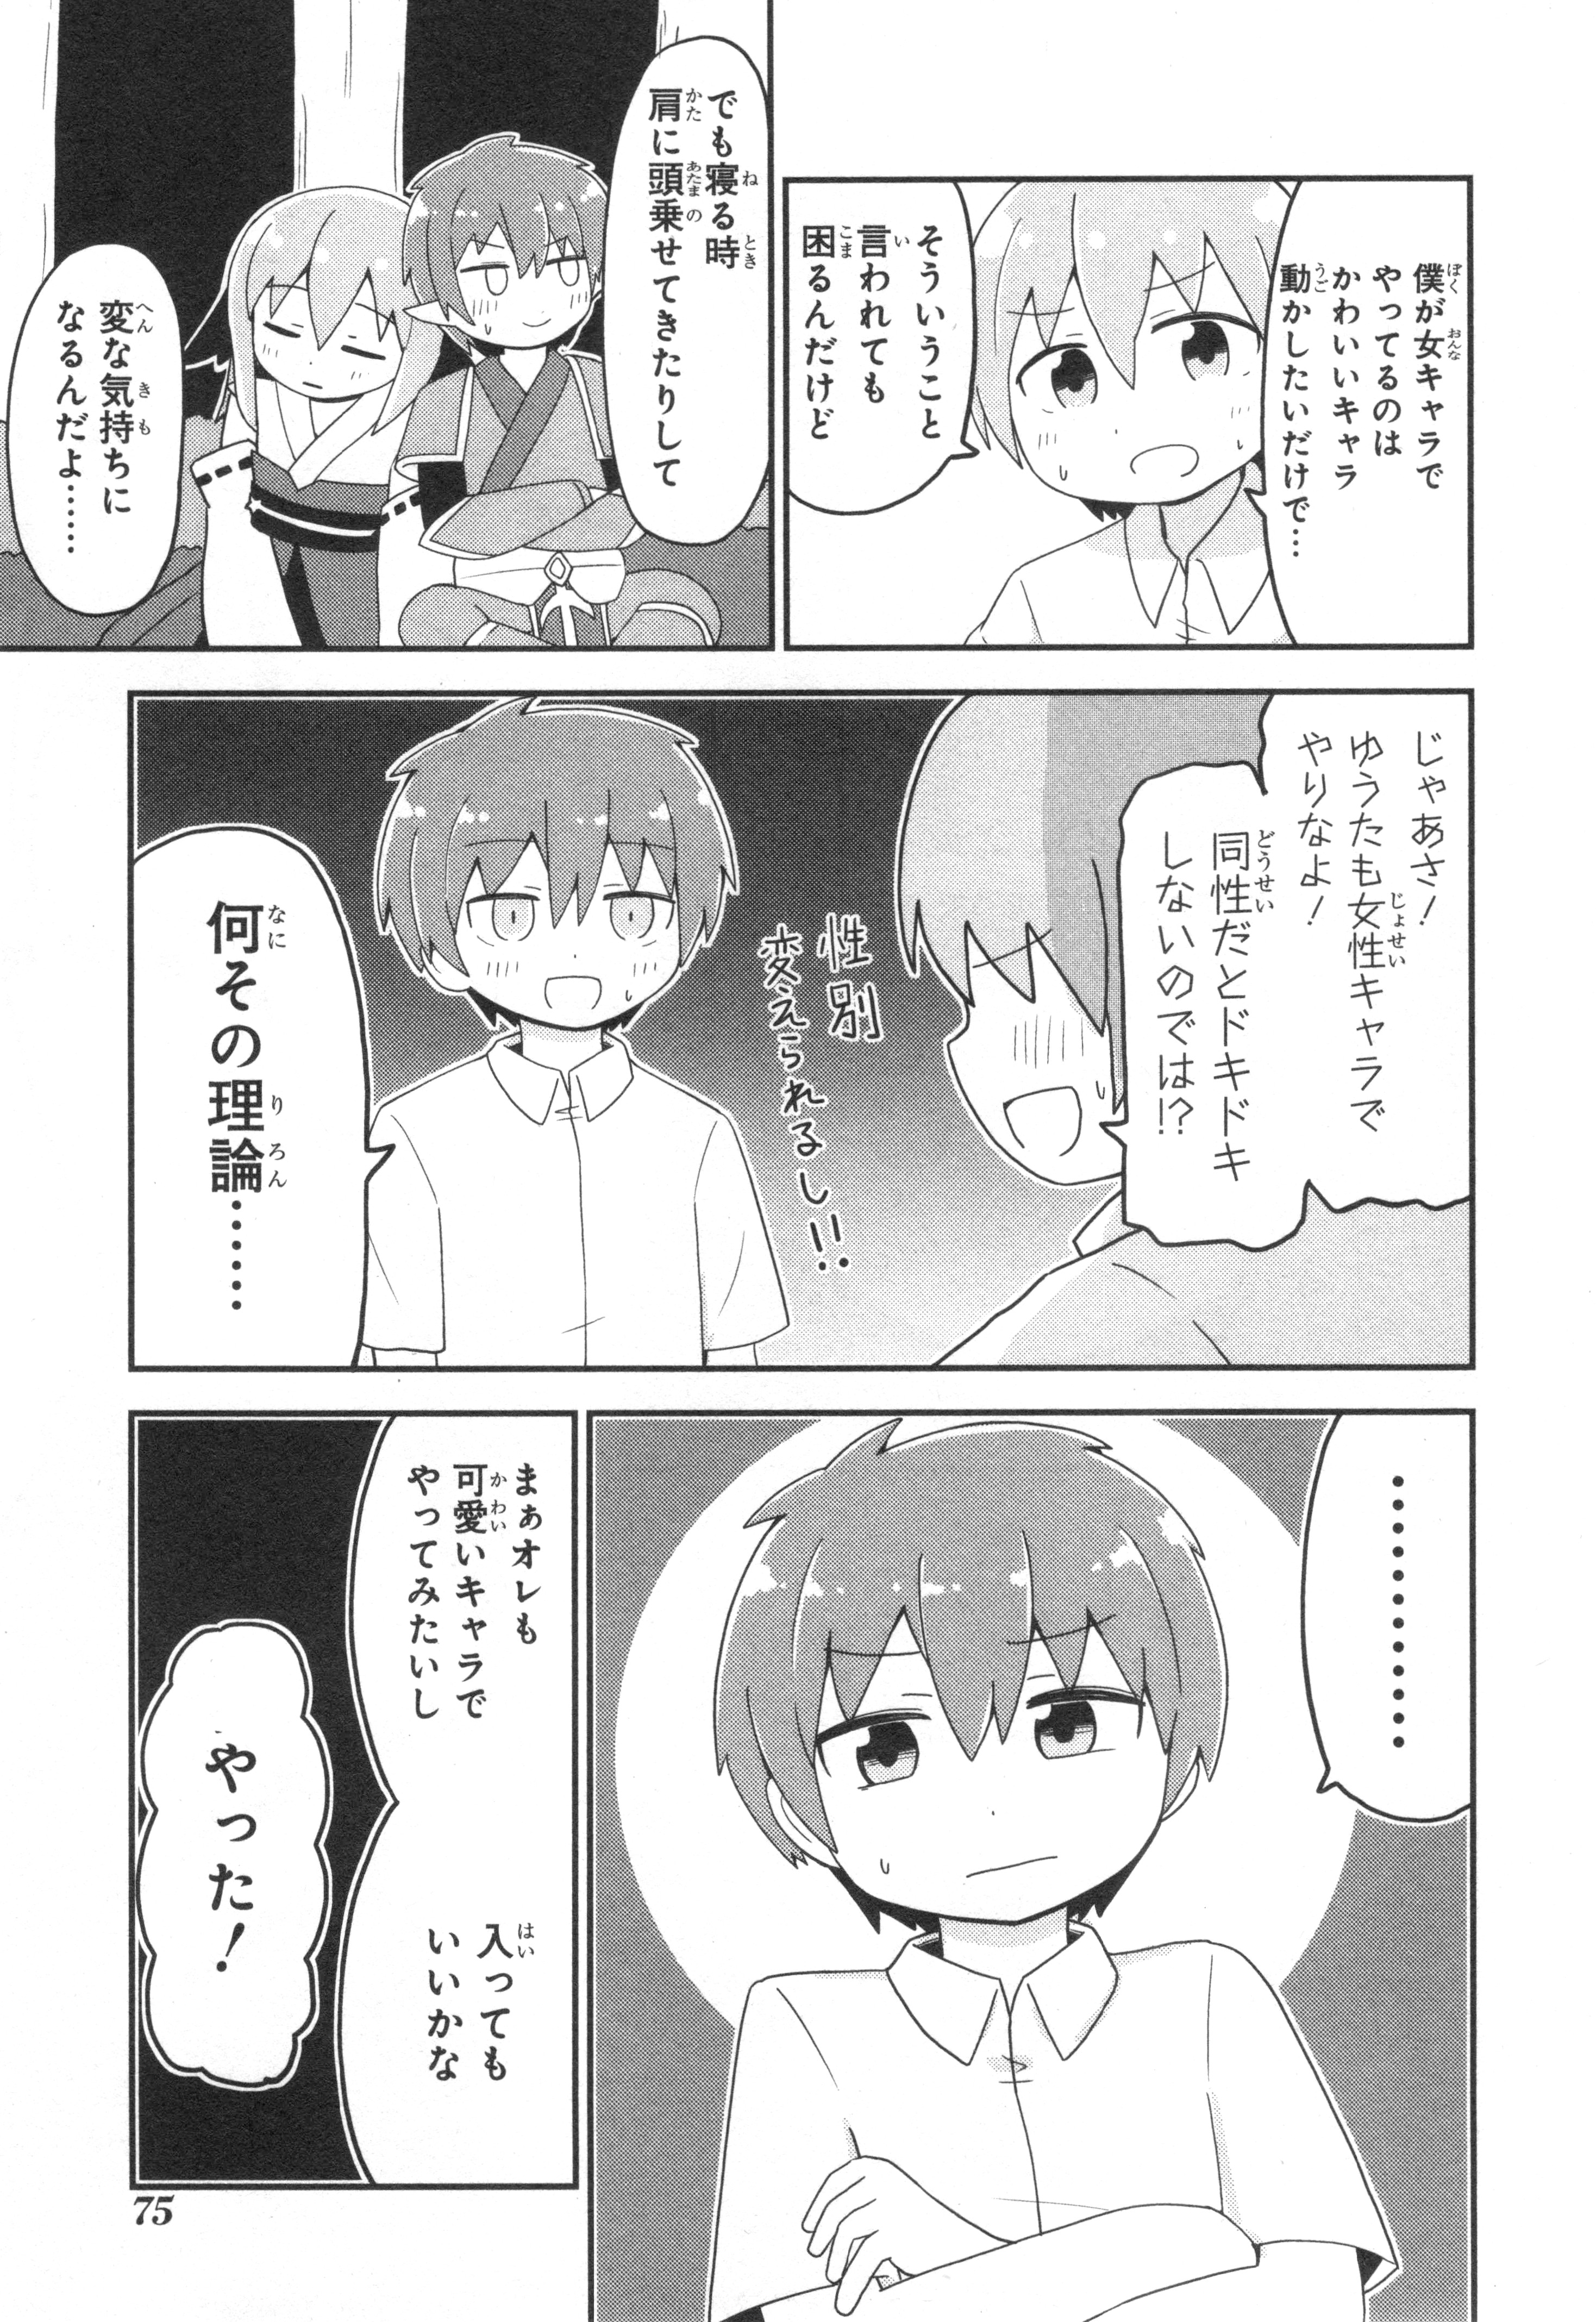 僕が女キャラで
やってるのは
かわいいキャラ
動かしたいだけで…
そういうこと
言われても
困るんだけど
でも寝る時
肩に頭乗せてきたりして
変な気持ちに
なるんだよ……
じゃあさ!
ゆうたも女性キャラで
やりなよ!
同性だとドキドキ
しないのでは!?
性別
変えられるし!!
何その理論……
…………
まぁオレも
可愛いキャラで
やってみたいし
入っても
いいかな
やった!
75